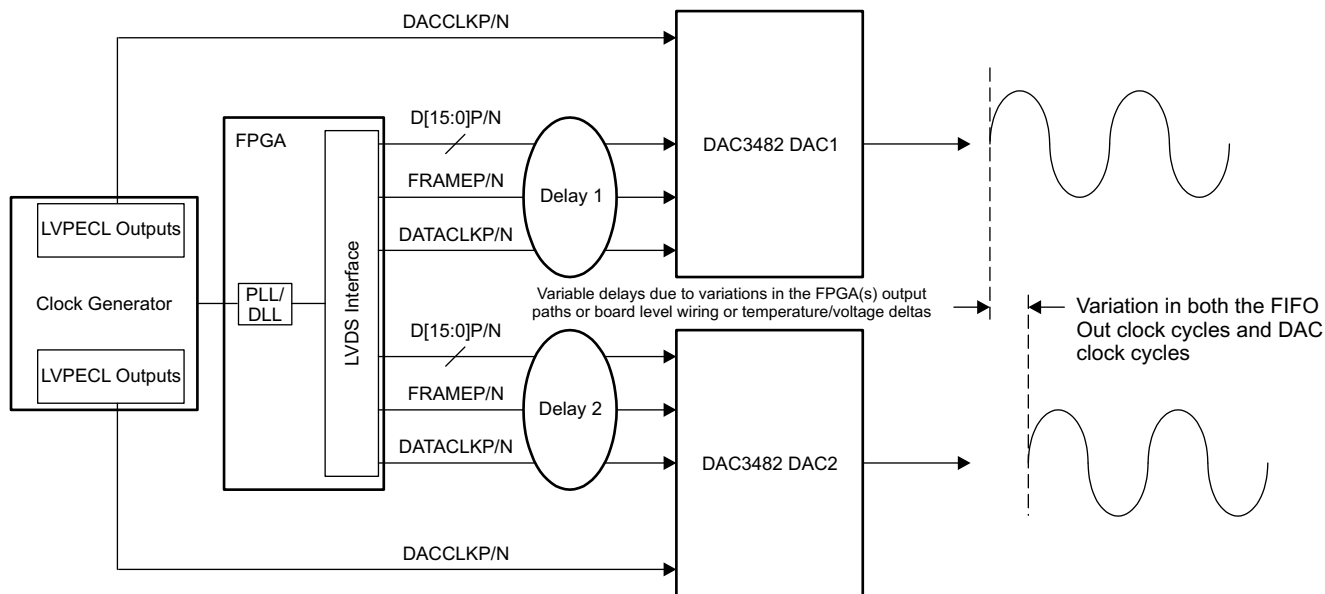 DACCLKP/N
D[15:0]P/N
FPGA
DAC3482 DAC1
FRAMEP/N
Delay 1
LVPECL Outputs
DATACLKP/N
Clock Generator
PLL/
DLL
LVDS Interface
Variable delays due to variations in the FPGA(s) output
paths or board level wiring or temperature/voltage deltas
Variation in both the FIFO
Out clock cycles and DAC
clock cycles
D[15:0]P/N
LVPECL Outputs
FRAMEP/N
Delay 2
DATACLKP/N
DAC3482 DAC2
DACCLKP/N